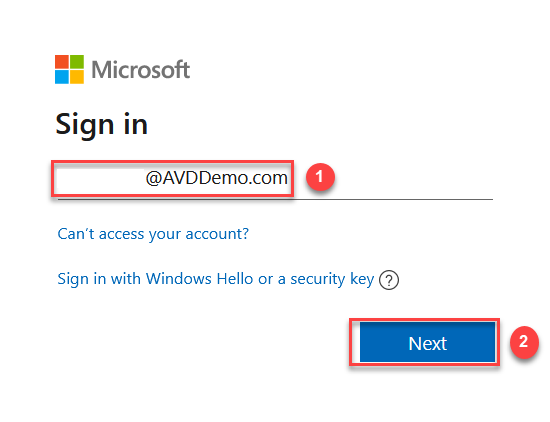 Microsoft
Sign in
@AVDDemo.com 1
Can't access your account?
Sign in with Windows Hello or a security key ?
Next 2